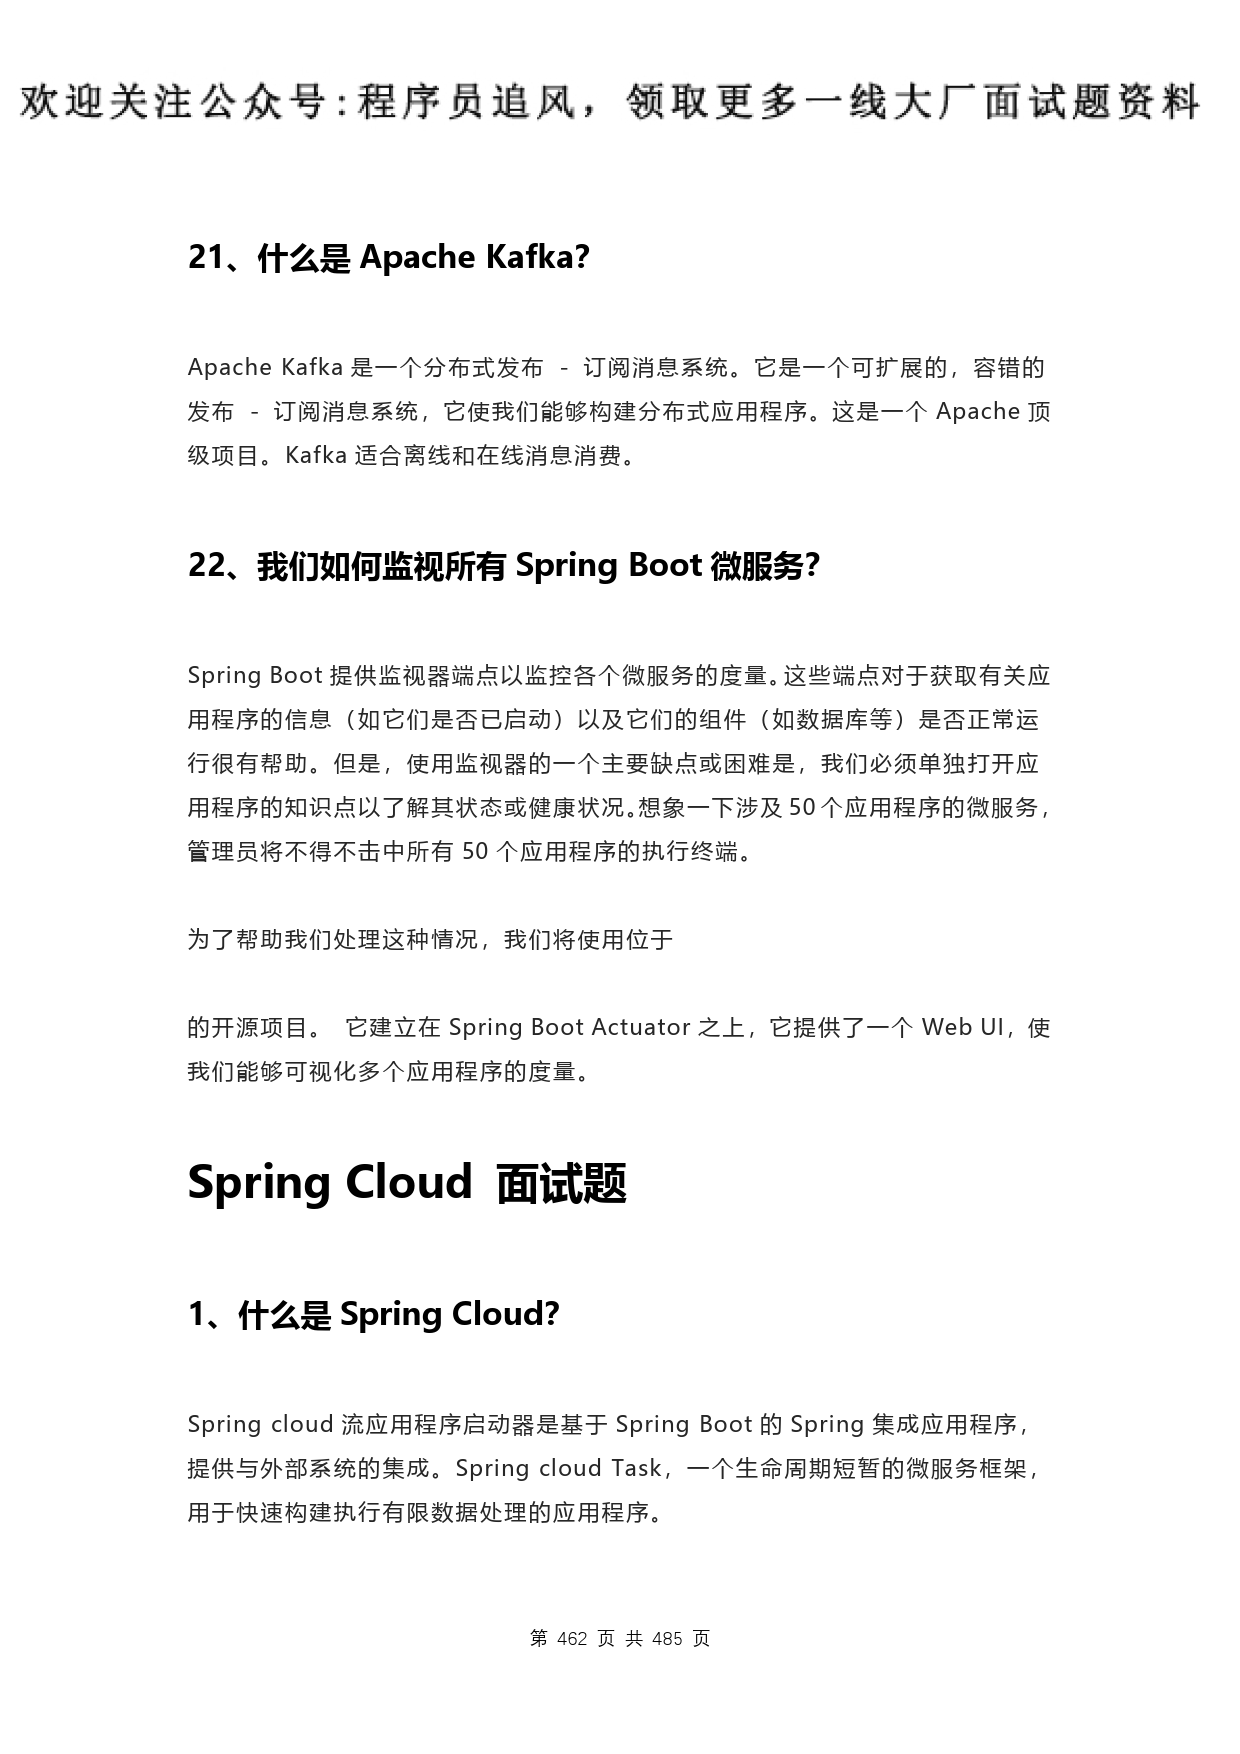 欢迎关注公众号:程序员追风，领取更多一线大厂面试题资料
21、什么是 Apache Kafka?
Apache Kafka 是一个分布式发布 - 订阅消息系统。它是一个可扩展的，容错的
发布 - 订阅消息系统，它使我们能够构建分布式应用程序。这是一个 Apache 顶
级项目。Kafka 适合离线和在线消息消费。
22、我们如何监视所有 Spring Boot 微服务?
Spring Boot 提供监视器端点以监控各个微服务的度量。这些端点对于获取有关应
用程序的信息（如它们是否已启动）以及它们的组件（如数据库等）是否正常运
行很有帮助。但是，使用监视器的一个主要缺点或困难是，我们必须单独打开应
用程序的知识点以了解其状态或健康状况。想象一下涉及 50 个应用程序的微服务，
管理员将不得不击中所有 50 个应用程序的执行终端。
为了帮助我们处理这种情况，我们将使用位于
的开源项目。 它建立在 Spring Boot Actuator 之上，它提供了一个 Web UI，使
我们能够可视化多个应用程序的度量。
Spring Cloud 面试题
1、什么是 Spring Cloud?
Spring cloud 流应用程序启动器是基于 Spring Boot 的 Spring 集成应用程序，
提供与外部系统的集成。Spring cloud Task，一个生命周期短暂的微服务框架，
用于快速构建执行有限数据处理的应用程序。
第 462 页 共 485 页